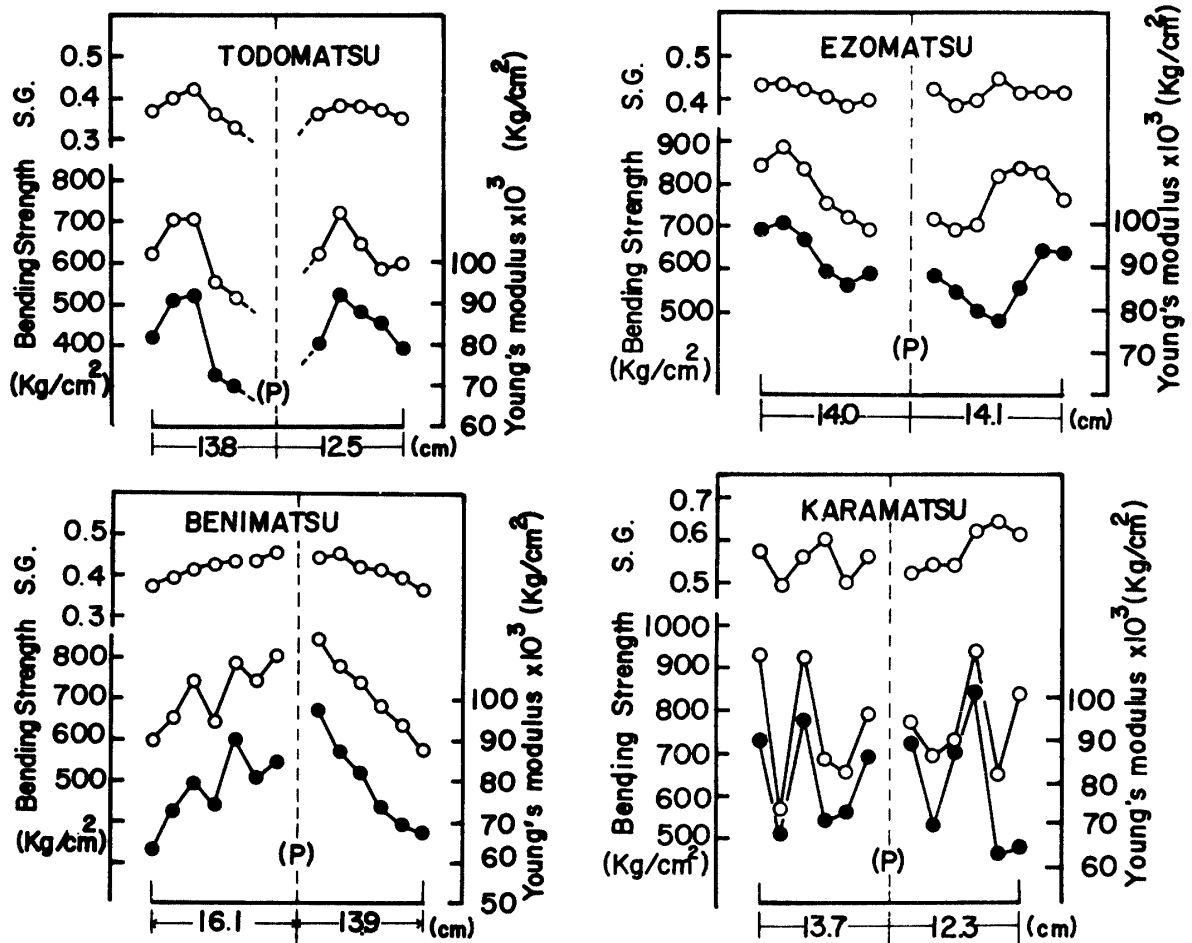 TODOMATSU
S.G.
0.5
0.4
0.3
Bending Strength
(Kg/cm²)
800
700
600
500
400
(P)
Young's modulus x10³ (Kg/cm²)
100
90
80
70
60
13.8
12.5
(cm)
EZOMATSU
S.G.
0.5
0.4
Bending Strength
(Kg/cm²)
900
800
700
600
500
(P)
Young's modulus x10³ (Kg/cm²)
100
90
80
70
14.0
14.1
(cm)
BENIMATSU
S.G.
0.5
0.4
0.3
Bending Strength
(Kg/cm²)
800
700
600
500
(P)
Young's modulus x10³ (Kg/cm²)
100
90
80
70
60
50
16.1
13.9
(cm)
KARAMATSU
S.G.
0.7
0.6
0.5
Bending Strength
(Kg/cm²)
1000
900
800
700
600
500
(P)
Young's modulus x10³ (Kg/cm²)
100
90
80
70
60
13.7
12.3
(cm)